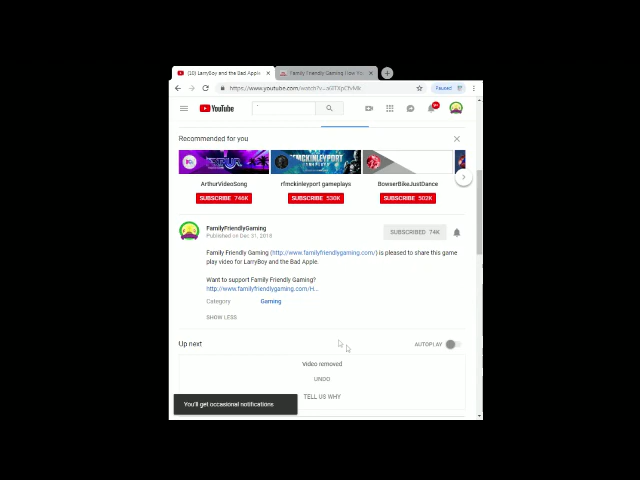 (10) LarryBoy and the Bad Apple
Family Friendly Gaming How Yo
https://www.youtube.com/watch?v=
Paused
YouTube
Recommended for you
ArthurVideoSong
rfmckinleyport gameplays
BowserBikeJustDance
SUBSCRIBE 746K
SUBSCRIBE 530K
SUBSCRIBE 502K
FamilyFriendlyGaming
Published on Dec 31, 2018
SUBSCRIBED 74K
Family Friendly Gaming (http://www.familyfriendlygaming.com/) is pleased to share this game
play video for LarryBoy and the Bad Apple.
Want to support Family Friendly Gaming?
http://www.familyfriendlygaming.com/H...
Category
Gaming
SHOW LESS
Up next
AUTOPLAY
Video removed
UNDO
TELL US WHY
You'll get occasional notifications